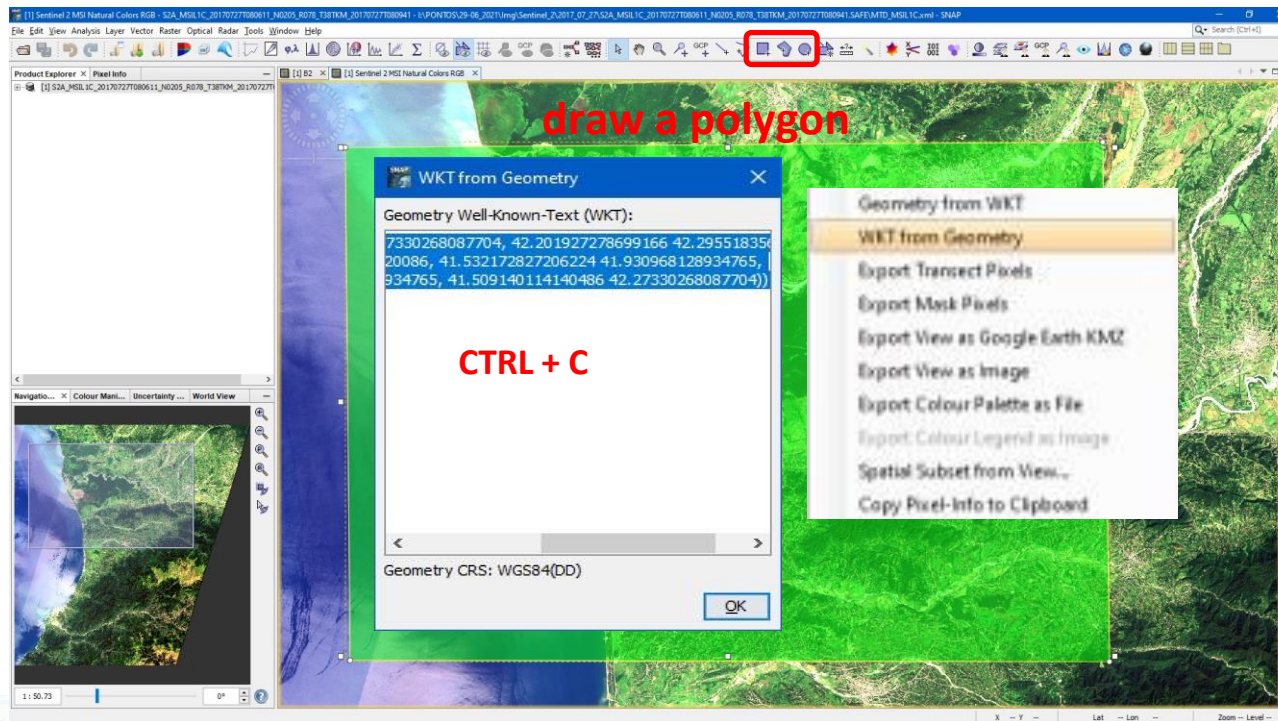 [1] Sentinel 2 MSI Natural Colors RGB - S2A_MSIL1C_20170727T080611_N0205_R078_T38TKM_20170727T080941 - I:\PONTOS\29-06_2021\Img\Sentinel_2\2017_07_27\S2A_MSIL1C_20170727T080611_N0205_R078_T38TKM_20170727T080941.SAFE\MTD_MSIL1C.xml - SNAP
File Edit View Analysis Layer Vector Raster Optical Radar Tools Window Help
Search (Ctrl+I)
Product Explorer × Pixel Info
[1] B2 × [1] Sentinel 2 MSI Natural Colors RGB ×
[1] S2A_MSIL1C_20170727T080611_N0205_R078_T38TKM_20170727T
draw a polygon
WKT from Geometry
Geometry Well-Known-Text (WKT):
7330268087704, 42.201927278699166 42.29551835
20086, 41.532172827206224 41.930968128934765,
934765, 41.509140114140486 42.27330268087704))
CTRL + C
Geometry CRS: WGS84(DD)
OK
Geometry from WKT
WKT from Geometry
Export Transect Pixels
Export Mask Pixels
Export View as Google Earth KMZ
Export View as Image
Export Colour Palette as File
Export Colour Legend as Image
Spatial Subset from View...
Copy Pixel-Info to Clipboard
Navigatio... × Colour Mani... Uncertainty ... World View
1 : 50.73
0°
X -- Y -- Lat -- Lon -- Zoom -- Level --